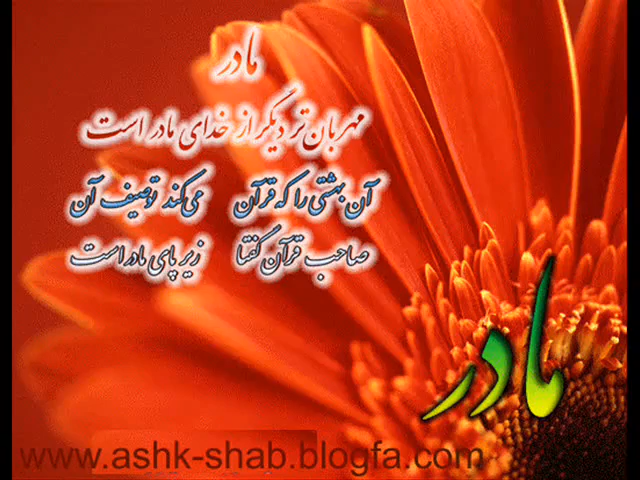 مادر
مهربان‌تر دیگر از خدای مادر است
آن بهشتی را که قرآن می‌کند توصیف آن
صاحب قرآن گفتا زیر پای مادر است
مادر
www.ashk-shab.blogfa.com